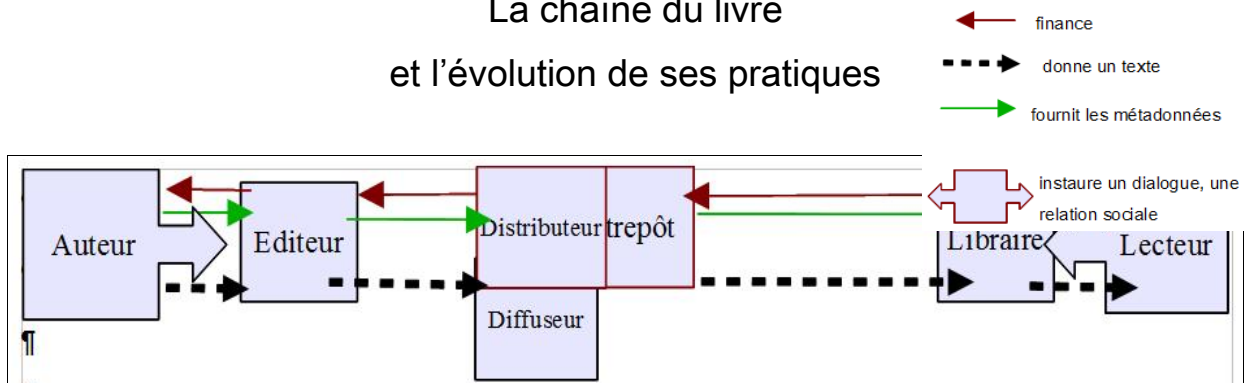 La chaîne du livre
et l’évolution de ses pratiques
finance
donne un texte
fournit les métadonnées
instaure un dialogue, une
relation sociale
Auteur
Editeur
Distributeur
trepôt
Libraire
Lecteur
Diffuseur
¶